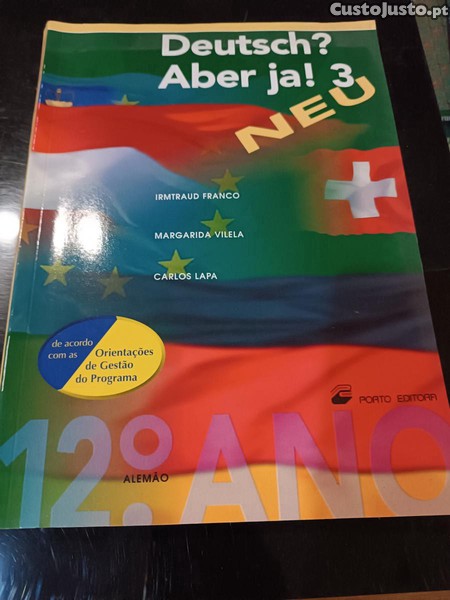 CustoJusto.pt
Deutsch?
Aber ja! 3
NEU
IRMTRAUD FRANCO
MARGARIDA VILELA
CARLOS LAPA
de acordo
com as
Orientações
de Gestão
do Programa
PORTO EDITORA
12.º ANO
ALEMÃO